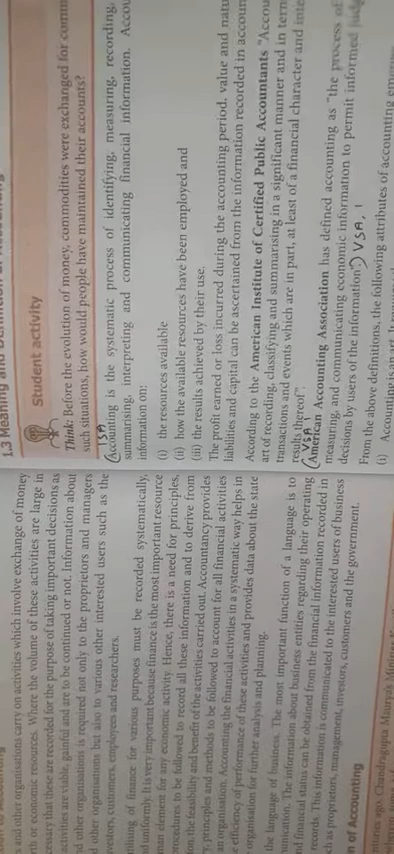 s and other organisations carry on activities which involve exchange of money
or economic resources. Where the volume of these activities are large in
that these are recorded for the purpose of taking important decisions as
activities are viable, gainful and are to be continued or not. Information about
other organisations is required not only to the proprietors and managers
other organisations but also to various other interested users such as the
customers, employees and researchers.
of finance for various purposes must be recorded systematically,
uniformly. It is very important because finance is the most important resource
element for any economic activity. Hence, there is a need for principles,
to be followed to record all these information and to derive from
the feasibility and benefit of the activities carried out. Accountancy provides
principles and methods to be followed to account for all financial activities
an organisation. Accounting the financial activities in a systematic way helps in
efficiency of performance of these activities and provides data about the state
organisation for further analysis and planning.
the language of business. The most important function of a language is to
The information about business entities regarding their operating
financial status can be obtained from the financial information recorded in
records. This information is communicated to the interested users of business
as proprietors, management, investors, customers and the government.
n of Accounting
ago, Chandragupta Maurya's
1.3 Meaning and Definition of
Student activity
Think: Before the evolution of money, commodities were exchanged for
such situations, how would people have maintained their accounts?
Accounting is the systematic process of identifying, measuring, recording,
summarising, interpreting and communicating financial information.
information on:
(i) the resources available
(ii) how the available resources have been employed and
(iii) the results achieved by their use.
The profit earned or loss incurred during the accounting period, value and
liabilities and capital can be ascertained from the information recorded in
According to the American Institute of Certified Public Accountants
art of recording, classifying and summarising in a significant manner and in
transactions and events which are in part, at least of a financial character and
results thereof"
VSA
(American Accounting Association has defined accounting as "the process of
measuring, and communicating economic information to permit informed
decisions by users of the information") VSA, 1
From the above definitions, the following attributes of accounting
(i) Accounting is an art.